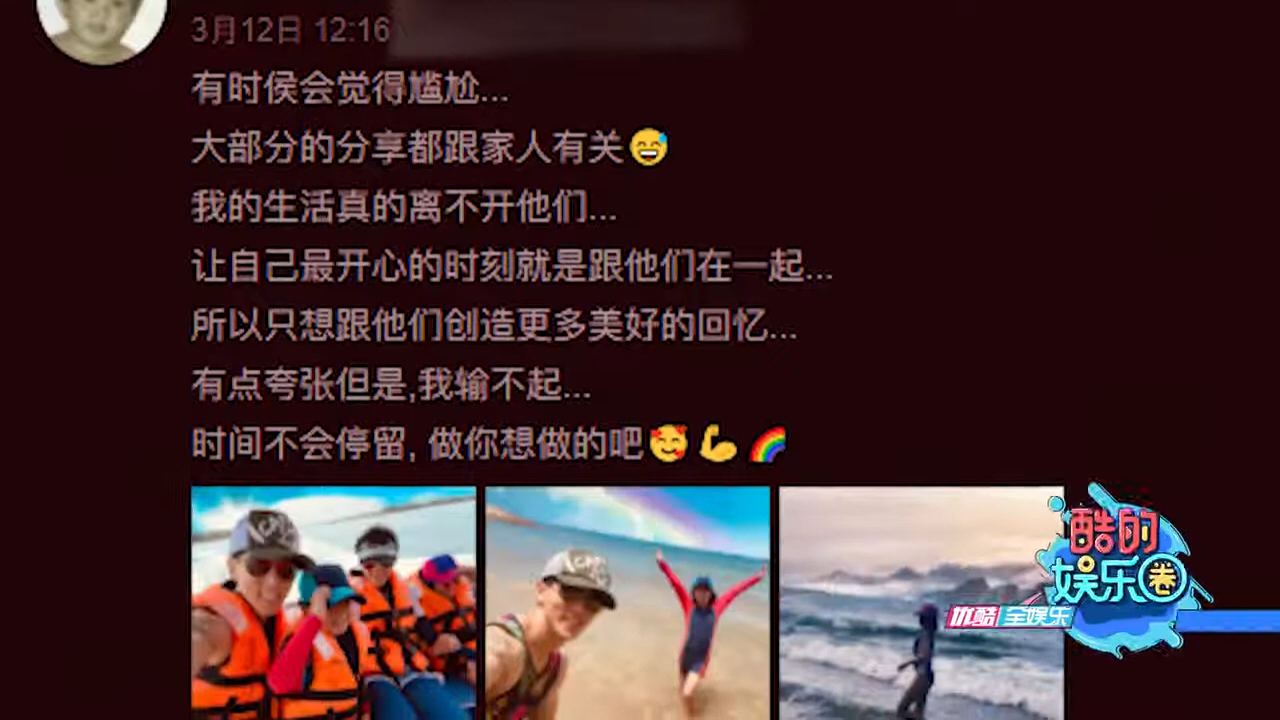 3月12日 12:16
有时侯会觉得尴尬...
大部分的分享都跟家人有关😅
我的生活真的离不开他们...
让自己最开心的时刻就是跟他们在一起...
所以只想跟他们创造更多美好的回忆...
有点夸张但是,我输不起...
时间不会停留, 做你想做的吧🥰💪🌈
酷的
娱乐圈
优酷 全娱乐